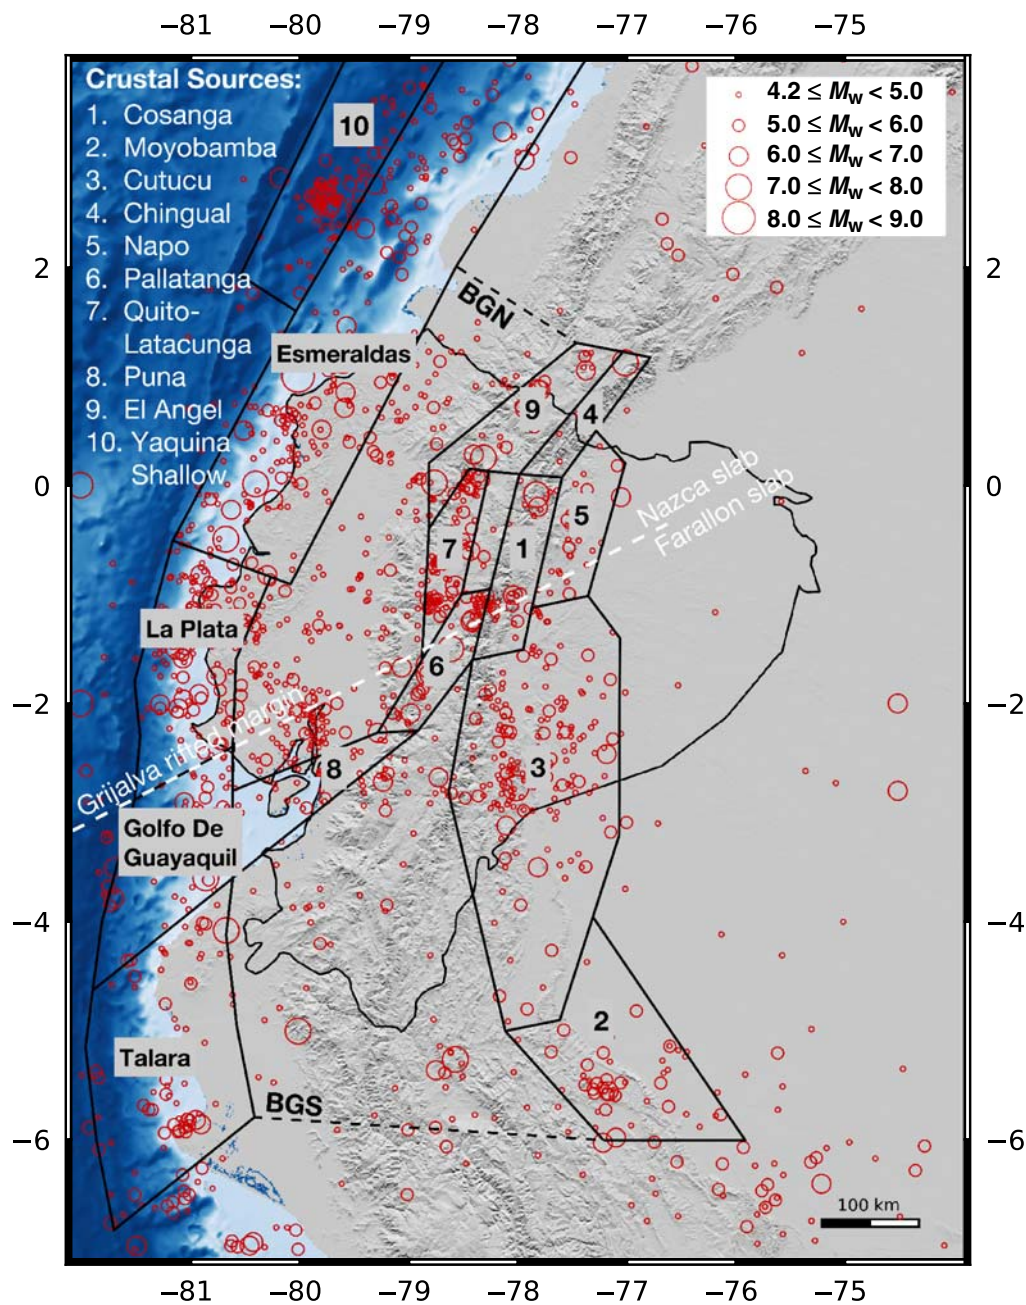 −81 −80 −79 −78 −77 −76 −75
Crustal Sources:
1. Cosanga
2. Moyobamba
3. Cutucu
4. Chingual
5. Napo
6. Pallatanga
7. Quito-
Latacunga
8. Puna
9. El Angel
10. Yaquina
Shallow
4.2 ≤ Mw < 5.0
5.0 ≤ Mw < 6.0
6.0 ≤ Mw < 7.0
7.0 ≤ Mw < 8.0
8.0 ≤ Mw < 9.0
10
2 2
BGN
Esmeraldas
9
4
Nazca slab
Farallon slab
0 0
5
7
1
La Plata
6
−2 −2
Grijalva rifted margin
8
3
Golfo De
Guayaquil
−4 −4
2
Talara
BGS
−6 −6
100 km
−81 −80 −79 −78 −77 −76 −75